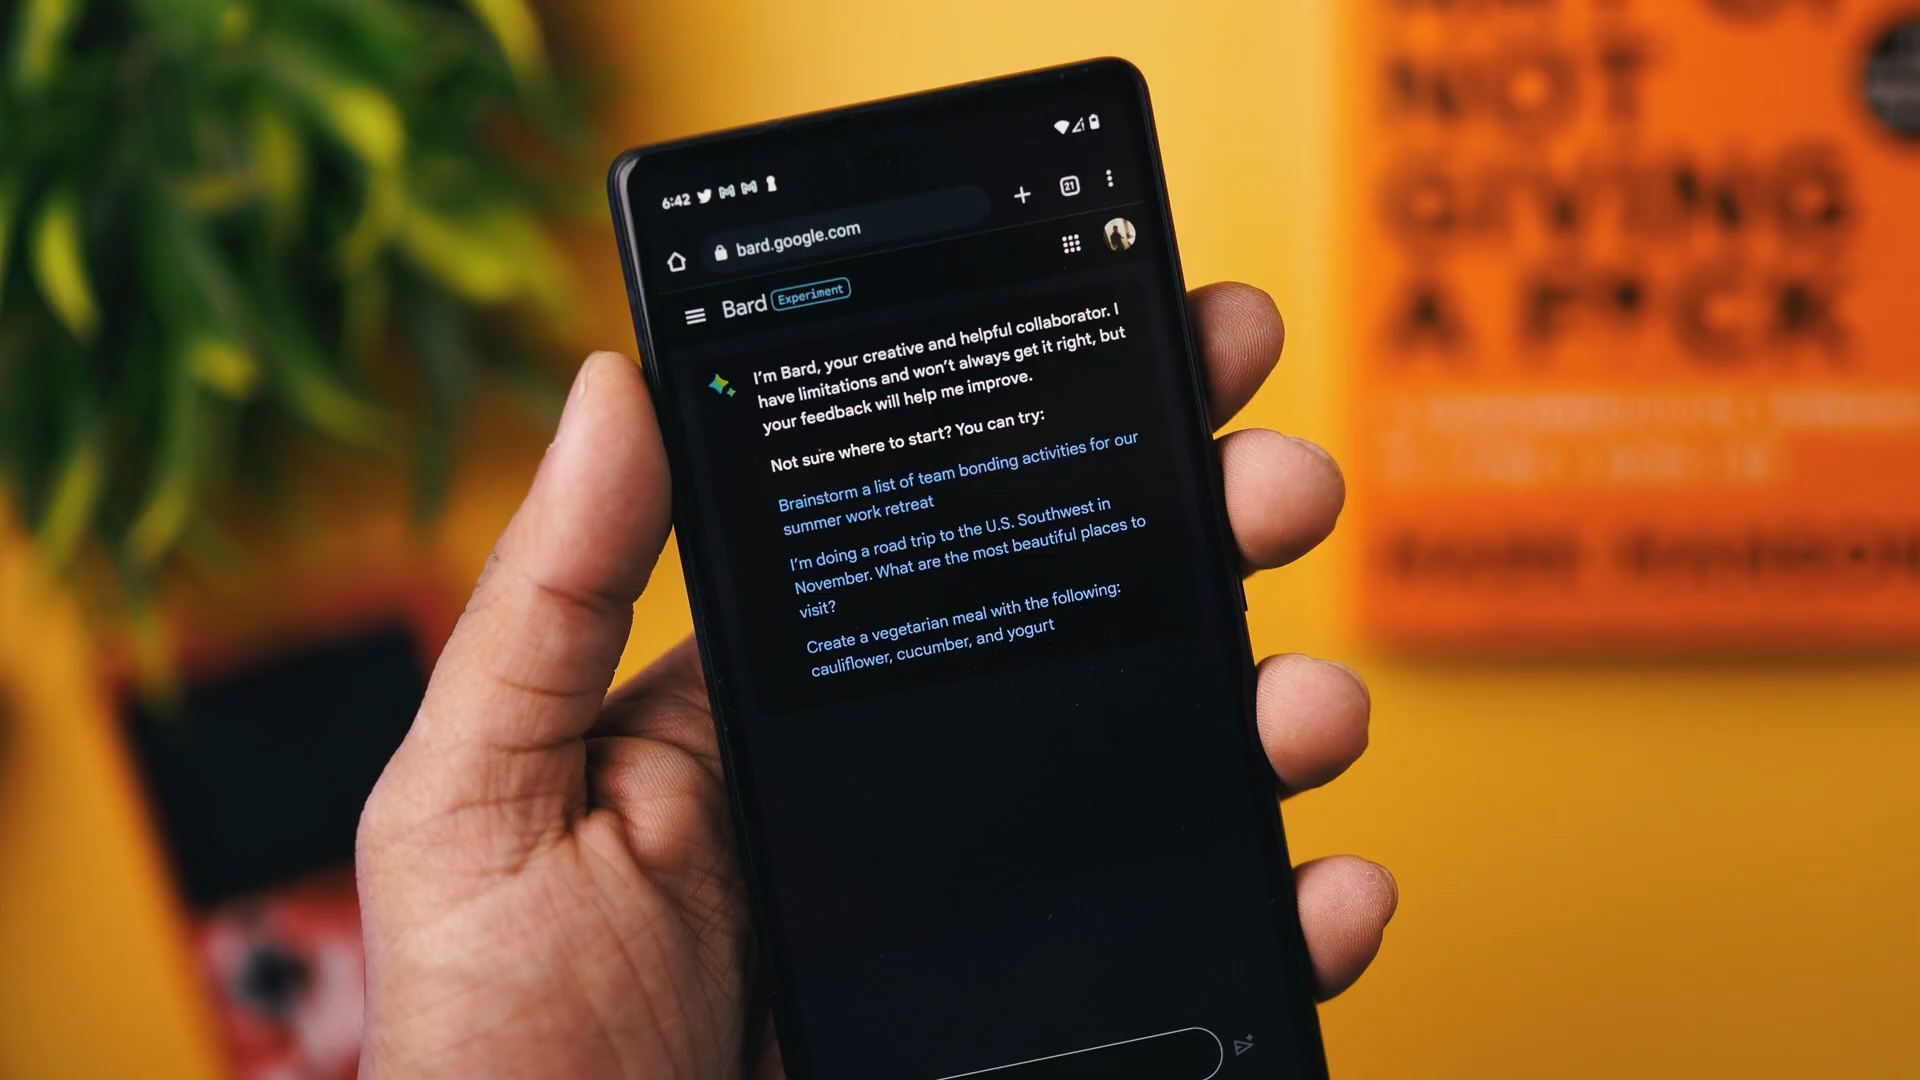 6:42
21
bard.google.com
Bard Experiment
I'm Bard, your creative and helpful collaborator. I
have limitations and won't always get it right, but
your feedback will help me improve.
Not sure where to start? You can try:
Brainstorm a list of team bonding activities for our
summer work retreat
I'm doing a road trip to the U.S. Southwest in
November. What are the most beautiful places to
visit?
Create a vegetarian meal with the following:
cauliflower, cucumber, and yogurt
NOT
GIVING
A F*CK